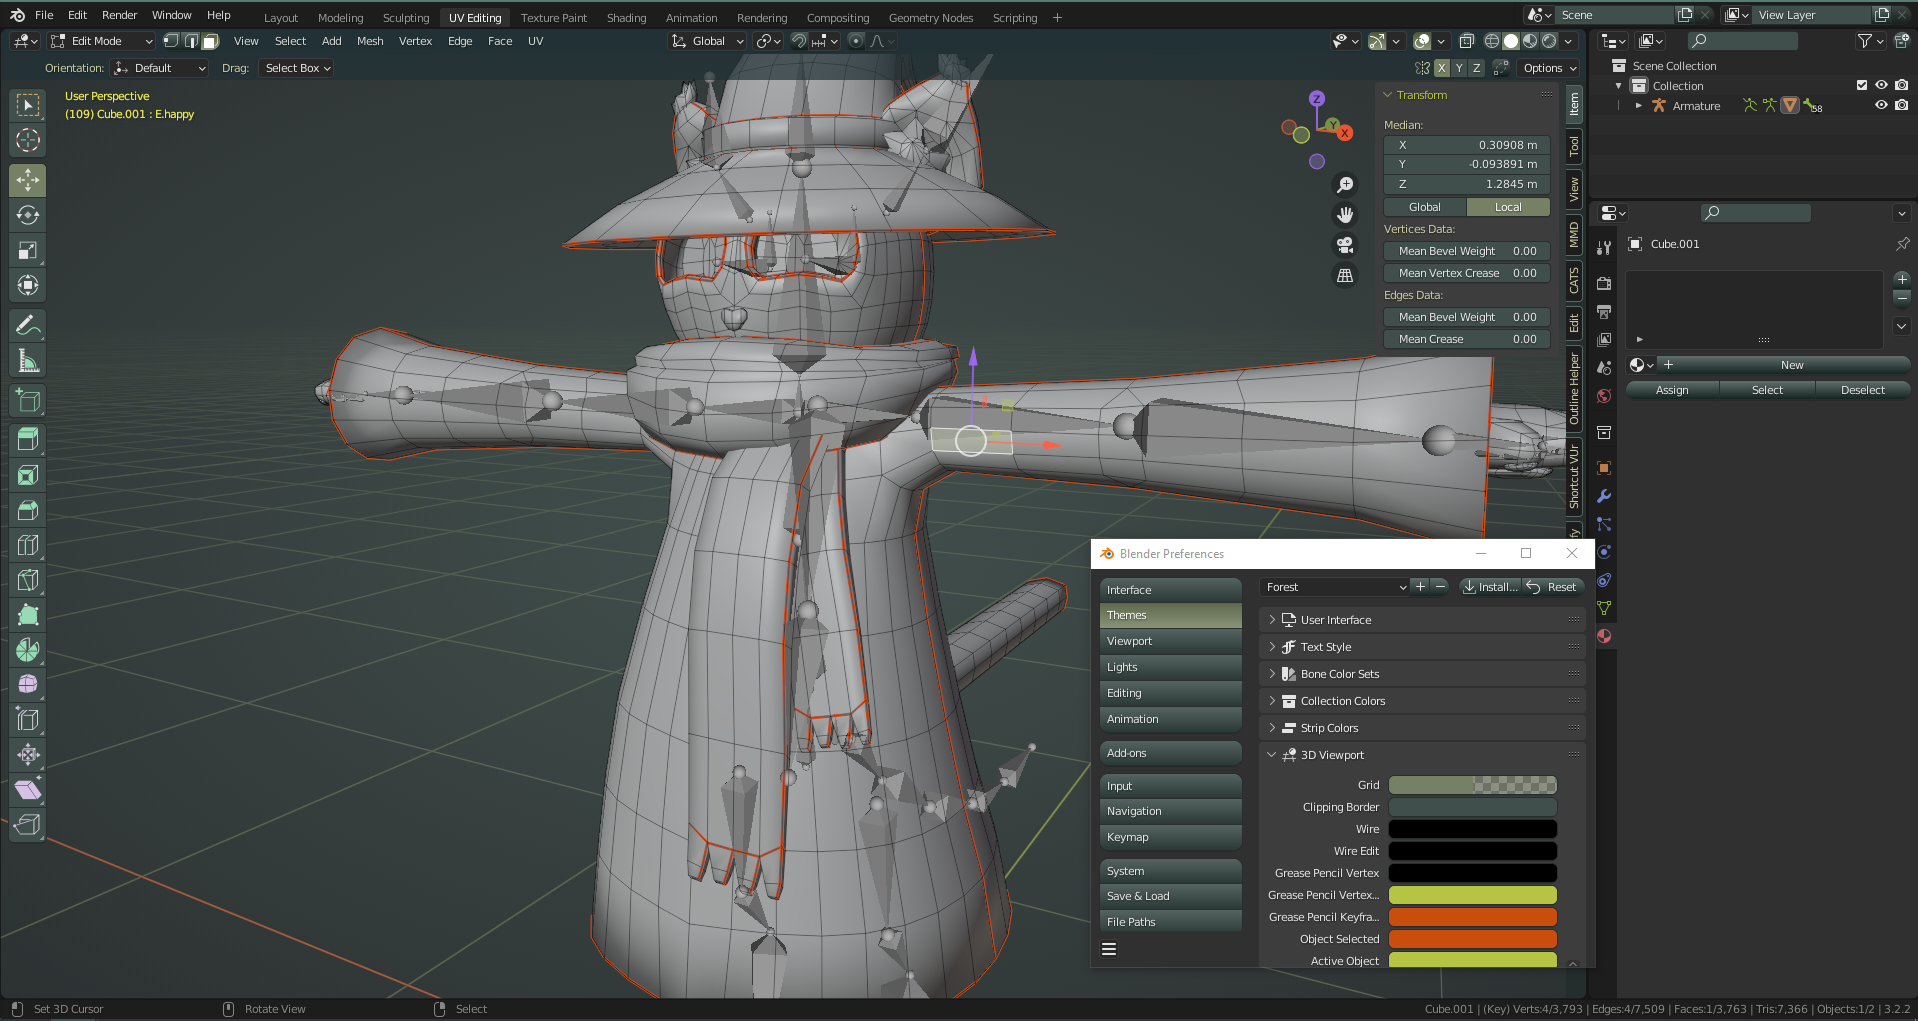 File Edit Render Window Help Layout Modeling Sculpting UV Editing Texture Paint Shading Animation Rendering Compositing Geometry Nodes Scripting + Scene View Layer
Edit Mode View Select Add Mesh Vertex Edge Face UV Global
Orientation: Default Drag: Select Box X Y Z Options
User Perspective
(109) Cube.001 : E.happy
Z
Y
X
Transform
Median:
X 0.30908 m
Y -0.093891 m
Z 1.2845 m
Global Local
Vertices Data:
Mean Bevel Weight 0.00
Mean Vertex Crease 0.00
Edges Data:
Mean Bevel Weight 0.00
Mean Crease 0.00
Item
Tool
View
MMD
CATS
Edit
Outline Helper
Shortcut VUr
fy
Scene Collection
Collection
Armature 58
Cube.001
New
Assign Select Deselect
Blender Preferences
Interface
Themes
Viewport
Lights
Editing
Animation
Add-ons
Input
Navigation
Keymap
System
Save & Load
File Paths
Forest + − Install... Reset
User Interface
Text Style
Bone Color Sets
Collection Colors
Strip Colors
3D Viewport
Grid
Clipping Border
Wire
Wire Edit
Grease Pencil Vertex
Grease Pencil Vertex...
Grease Pencil Keyfra...
Object Selected
Active Object
Set 3D Cursor Rotate View Select Cube.001 | (Key) Verts:4/3,793 | Edges:4/7,509 | Faces:1/3,763 | Tris:7,366 | Objects:1/2 | 3.2.2